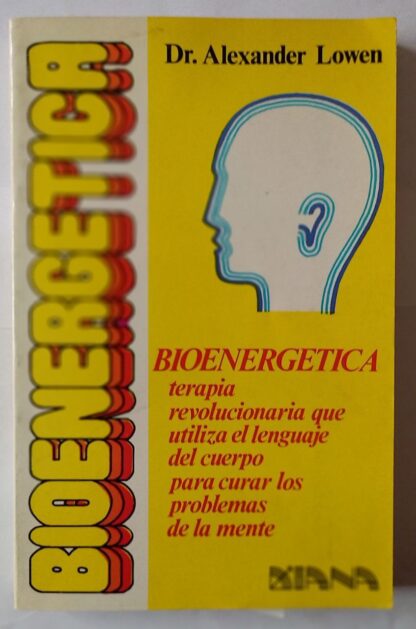 Dr. Alexander Lowen
BIOENERGETICA
BIOENERGETICA
terapia
revolucionaria que
utiliza el lenguaje
del cuerpo
para curar los
problemas
de la mente